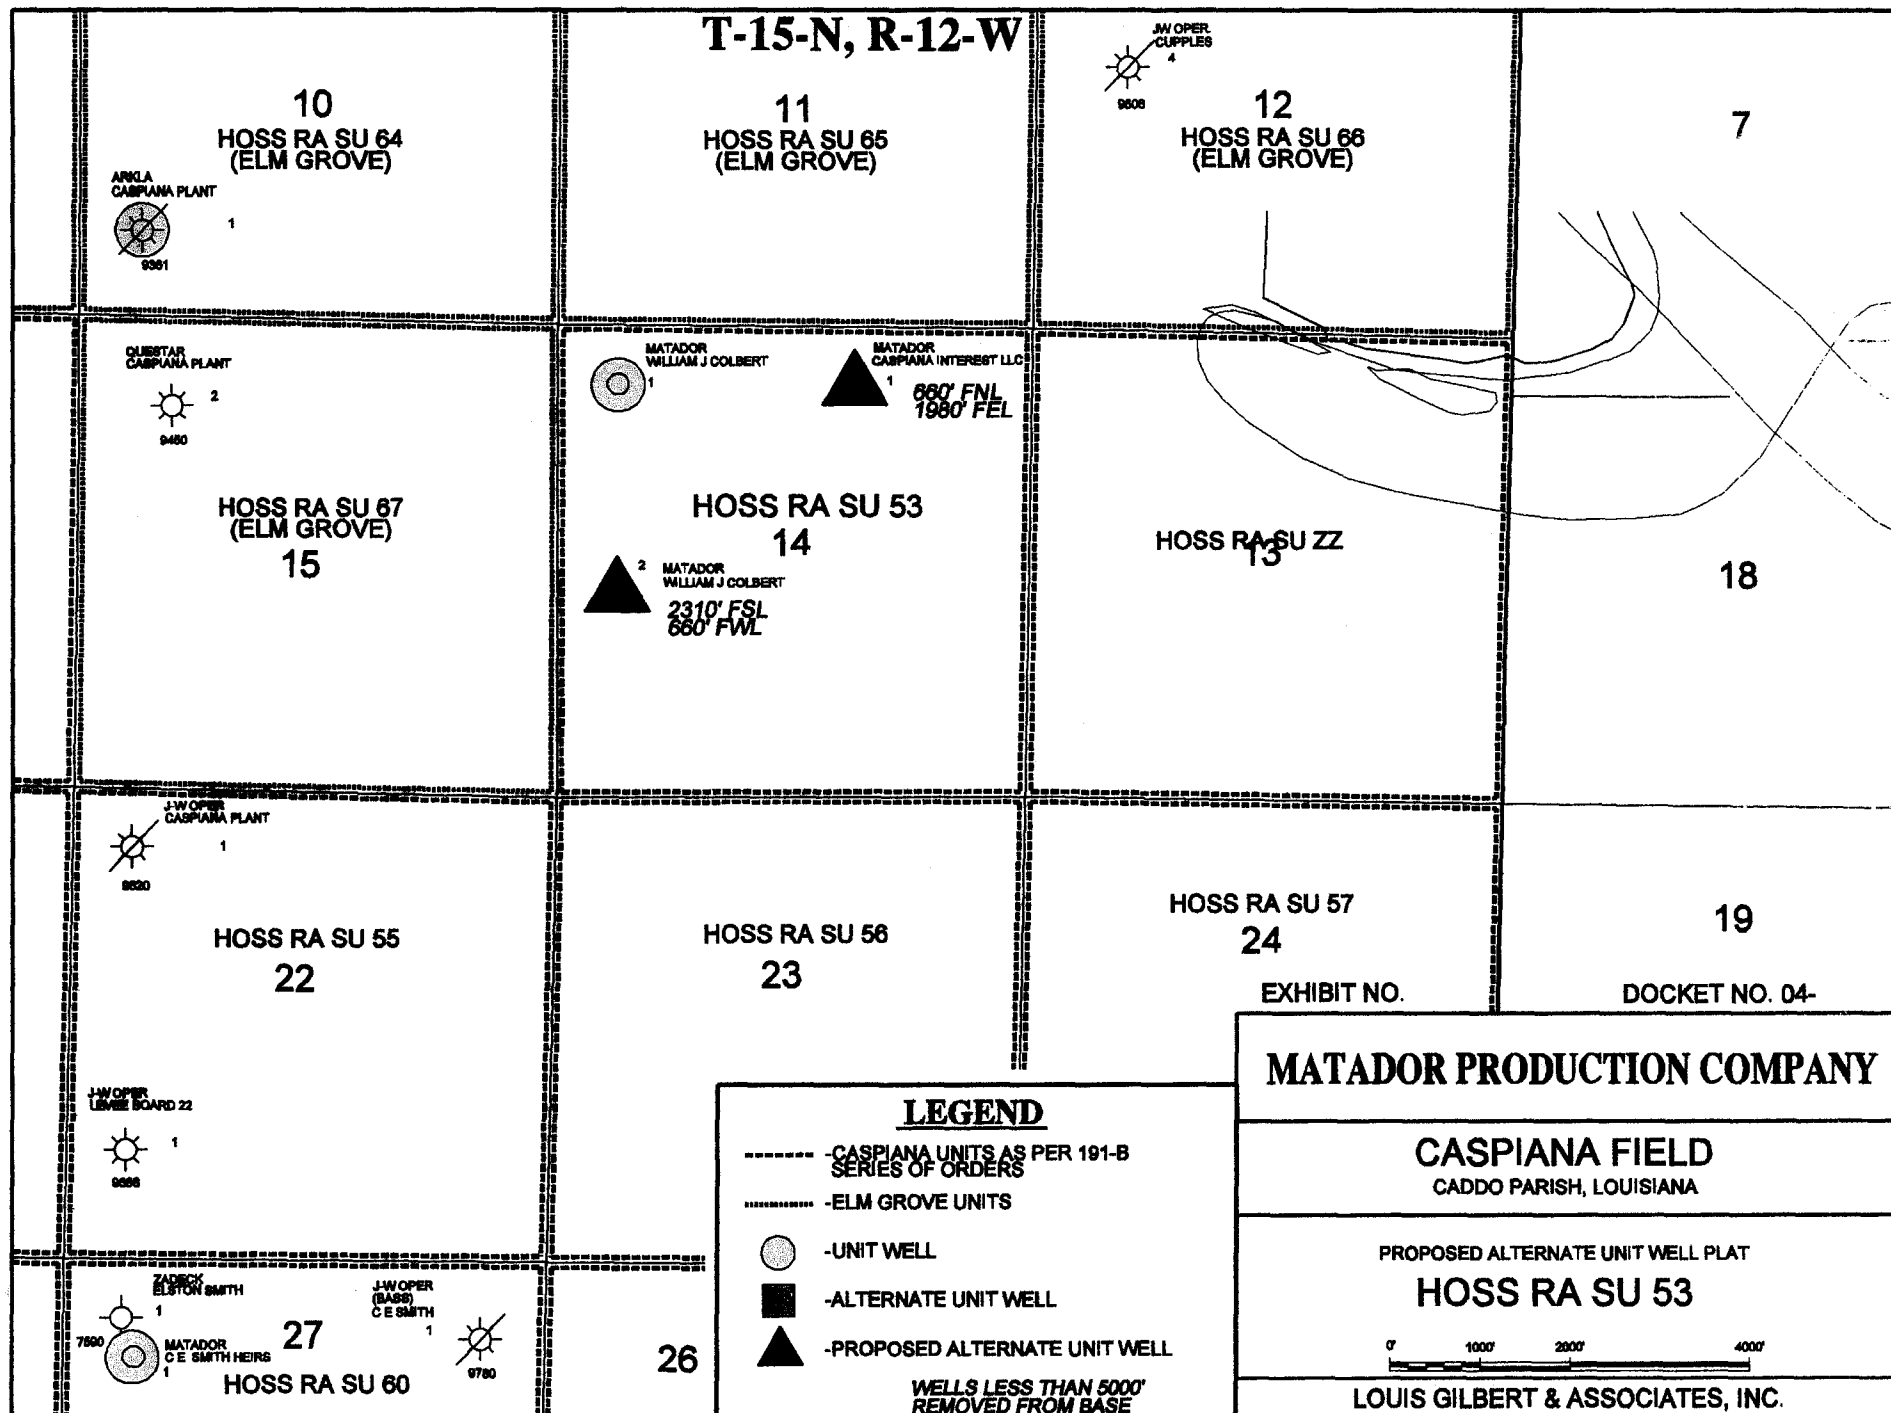 T-15-N, R-12-W
10
HOSS RA SU 64
(ELM GROVE)
ARKLA
CASPIANA PLANT
1
9361
11
HOSS RA SU 65
(ELM GROVE)
JW OPER.
CUPPLES
4
9608
12
HOSS RA SU 66
(ELM GROVE)
7
QUESTAR
CASPIANA PLANT
2
9450
HOSS RA SU 67
(ELM GROVE)
15
MATADOR
WILLIAM J COLBERT
1
MATADOR
CASPIANA INTEREST LLC
1
660' FNL
1980' FEL
HOSS RA SU 53
14
2
MATADOR
WILLIAM J COLBERT
2310' FSL
660' FWL
HOSS RA SU ZZ
13
18
J-W OPER
CASPIANA PLANT
1
9620
HOSS RA SU 55
22
J-W OPER
LEVEE BOARD 22
1
HOSS RA SU 56
23
HOSS RA SU 57
24
19
EXHIBIT NO.
DOCKET NO. 04-
ZADECK
ELSTON SMITH
1
7590
MATADOR
C E SMITH HEIRS
1
27
HOSS RA SU 60
J-W OPER
(BASS)
C E SMITH
1
9780
26
LEGEND
-CASPIANA UNITS AS PER 191-B
SERIES OF ORDERS
-ELM GROVE UNITS
-UNIT WELL
-ALTERNATE UNIT WELL
-PROPOSED ALTERNATE UNIT WELL
WELLS LESS THAN 5000'
REMOVED FROM BASE
MATADOR PRODUCTION COMPANY
CASPIANA FIELD
CADDO PARISH, LOUISIANA
PROPOSED ALTERNATE UNIT WELL PLAT
HOSS RA SU 53
0' 1000' 2000' 4000'
LOUIS GILBERT & ASSOCIATES, INC.